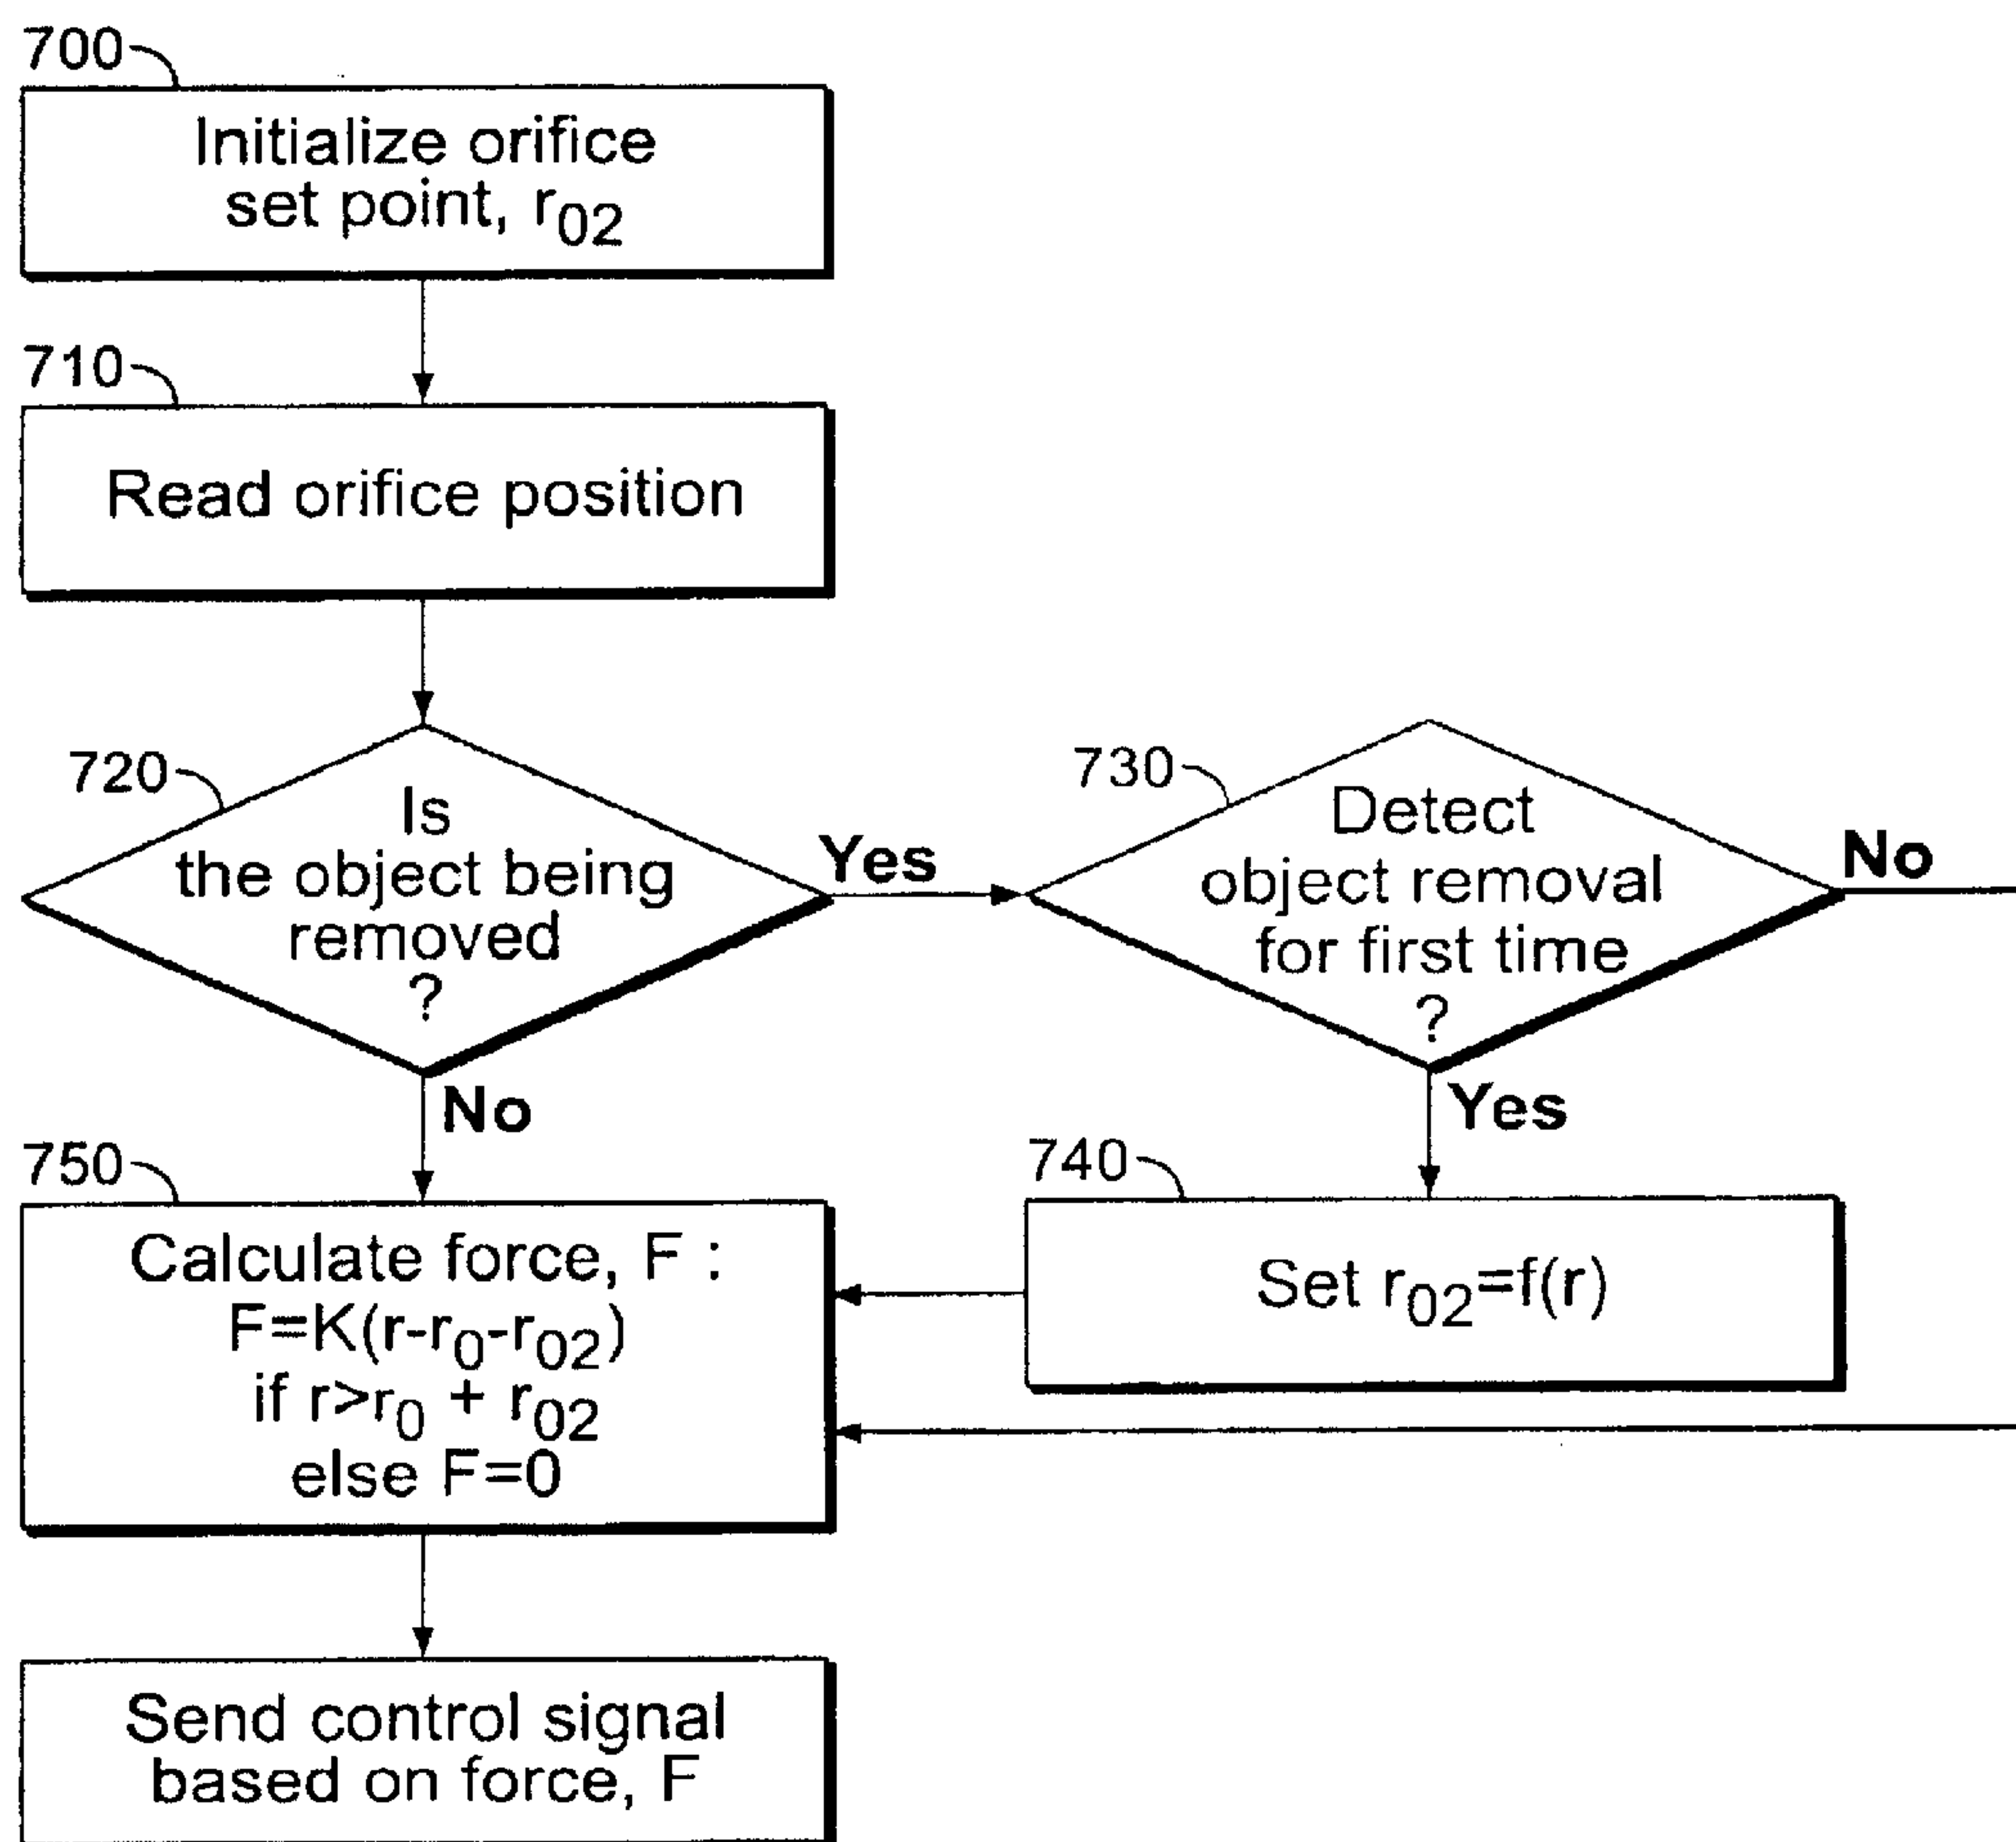 700
Initialize orifice
set point, r02
710
Read orifice position
720
Is
the object being
removed
?
Yes
No
730
Detect
object removal
for first time
?
No
Yes
740
Set r02=f(r)
750
Calculate force, F :
F=K(r-r0-r02)
if r>r0 + r02
else F=0
Send control signal
based on force, F